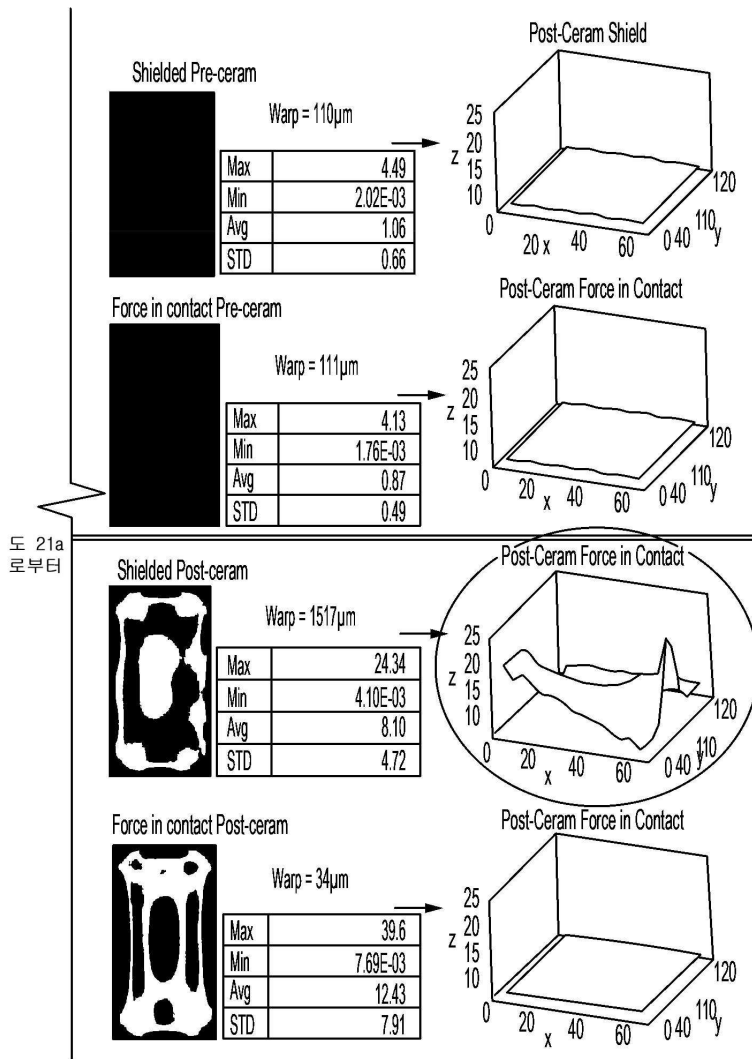 Post-Ceram Shield
Shielded Pre-ceram
Warp = 110µm
Max 4.49
Min 2.02E-03
Avg 1.06
STD 0.66
25
20
z 15
10
0
20 x 40 60
0 40 110 y
120
Force in contact Pre-ceram
Post-Ceram Force in Contact
Warp = 111µm
Max 4.13
Min 1.76E-03
Avg 0.87
STD 0.49
25
z 20
15
10
0 20 40 60
x
0 40 110 y
120
도 21a
로부터
Shielded Post-ceram
Post-Ceram Force in Contact
Warp = 1517µm
Max 24.34
Min 4.10E-03
Avg 8.10
STD 4.72
25
20
z 15
10
0 20 40 60
x
0 40 110 y
120
Force in contact Post-ceram
Post-Ceram Force in Contact
Warp = 34µm
Max 39.6
Min 7.69E-03
Avg 12.43
STD 7.91
25
20
z 15
10
0 20 40 60
x
0 40 110 y
120